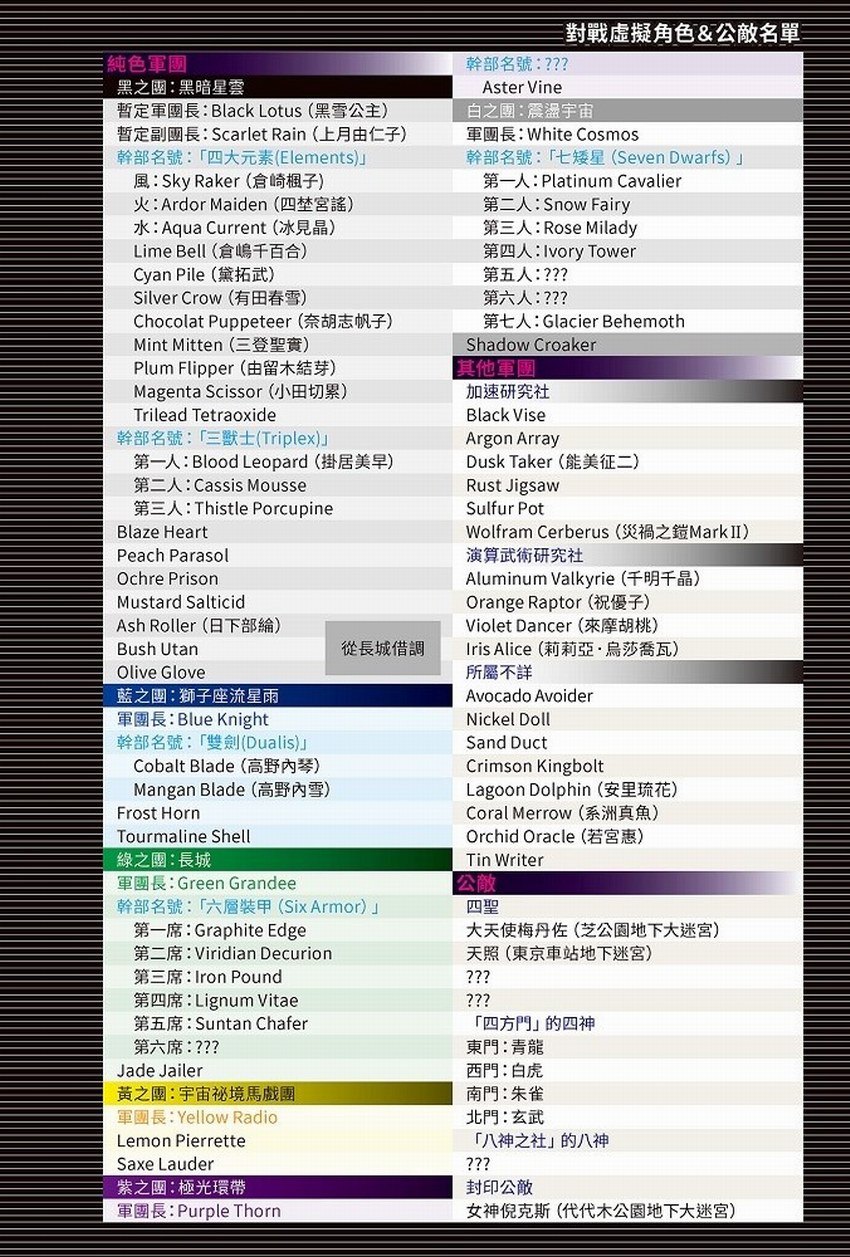 對戰虛擬角色&公敵名單
純色軍團
黑之團：黑暗星雲
暫定軍團長：Black Lotus（黑雪公主）
暫定副團長：Scarlet Rain（上月由仁子）
幹部名號：「四大元素(Elements)」
風：Sky Raker（倉崎楓子)
火：Ardor Maiden（四埜宮謠）
水：Aqua Current（冰見晶）
Lime Bell（倉嶋千百合）
Cyan Pile（黛拓武）
Silver Crow（有田春雪）
Chocolat Puppeteer（奈胡志帆子）
Mint Mitten（三登聖實）
Plum Flipper（由留木結芽）
Magenta Scissor（小田切累）
Trilead Tetraoxide
幹部名號：「三獸士(Triplex)」
第一人：Blood Leopard（掛居美早）
第二人：Cassis Mousse
第三人：Thistle Porcupine
Blaze Heart
Peach Parasol
Ochre Prison
Mustard Salticid
Ash Roller（日下部綸）
Bush Utan
Olive Glove
從長城借調
藍之團：獅子座流星雨
軍團長：Blue Knight
幹部名號：「雙劍(Dualis)」
Cobalt Blade（高野內琴）
Mangan Blade（高野內雪）
Frost Horn
Tourmaline Shell
綠之團：長城
軍團長：Green Grandee
幹部名號：「六層裝甲（Six Armor）」
第一席：Graphite Edge
第二席：Viridian Decurion
第三席：Iron Pound
第四席：Lignum Vitae
第五席：Suntan Chafer
第六席：???
Jade Jailer
黃之團：宇宙祕境馬戲團
軍團長：Yellow Radio
Lemon Pierrette
Saxe Lauder
紫之團：極光環帶
軍團長：Purple Thorn
幹部名號：???
Aster Vine
白之團：震盪宇宙
軍團長：White Cosmos
幹部名號：「七矮星（Seven Dwarfs）」
第一人：Platinum Cavalier
第二人：Snow Fairy
第三人：Rose Milady
第四人：Ivory Tower
第五人：???
第六人：???
第七人：Glacier Behemoth
Shadow Croaker
其他軍團
加速研究社
Black Vise
Argon Array
Dusk Taker（能美征二）
Rust Jigsaw
Sulfur Pot
Wolfram Cerberus（災禍之鎧MarkⅡ）
演算武術研究社
Aluminum Valkyrie（千明千晶）
Orange Raptor（祝優子）
Violet Dancer（來摩胡桃）
Iris Alice（莉莉亞·烏莎喬瓦）
所屬不詳
Avocado Avoider
Nickel Doll
Sand Duct
Crimson Kingbolt
Lagoon Dolphin（安里琉花）
Coral Merrow（系洲真魚）
Orchid Oracle（若宮惠）
Tin Writer
公敵
四聖
大天使梅丹佐（芝公園地下大迷宮）
天照（東京車站地下迷宮）
???
???
「四方門」的四神
東門：青龍
西門：白虎
南門：朱雀
北門：玄武
「八神之社」的八神
???
封印公敵
女神倪克斯（代代木公園地下大迷宮）